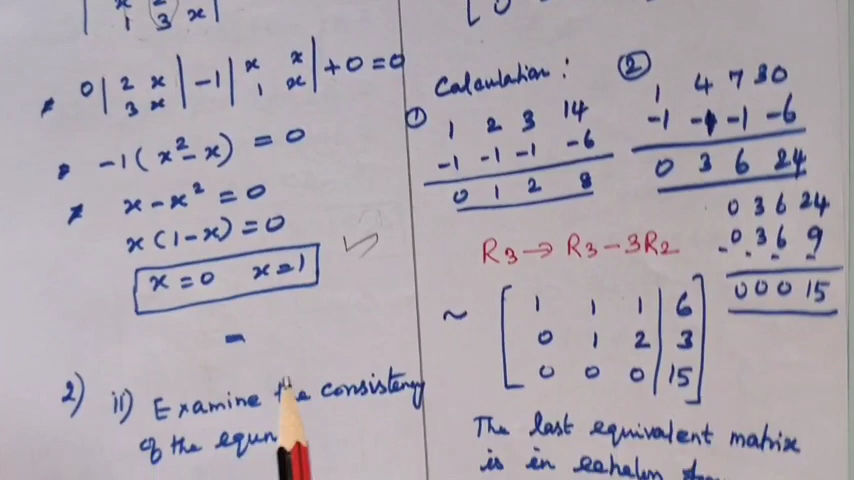 1 3 x
0 | 2 x | -1 | x x | +0=0
3 x 1 x
-1(x²-x) = 0
x-x² = 0
x(1-x) = 0
x=0 x=1
2) ii) Examine the consistency
of the equn
Calculation :
① 1 2 3 14
-1 -1 -1 -6
0 1 2 8
② 1 4 7 30
-1 -1 -1 -6
0 3 6 24
0 3 6 24
0 3 6 9
0 0 0 15
R3 → R3-3R2
~ [ 1 1 1 | 6 ]
0 1 2 | 3
0 0 0 | 15
The last equivalent matrix
is in echelon